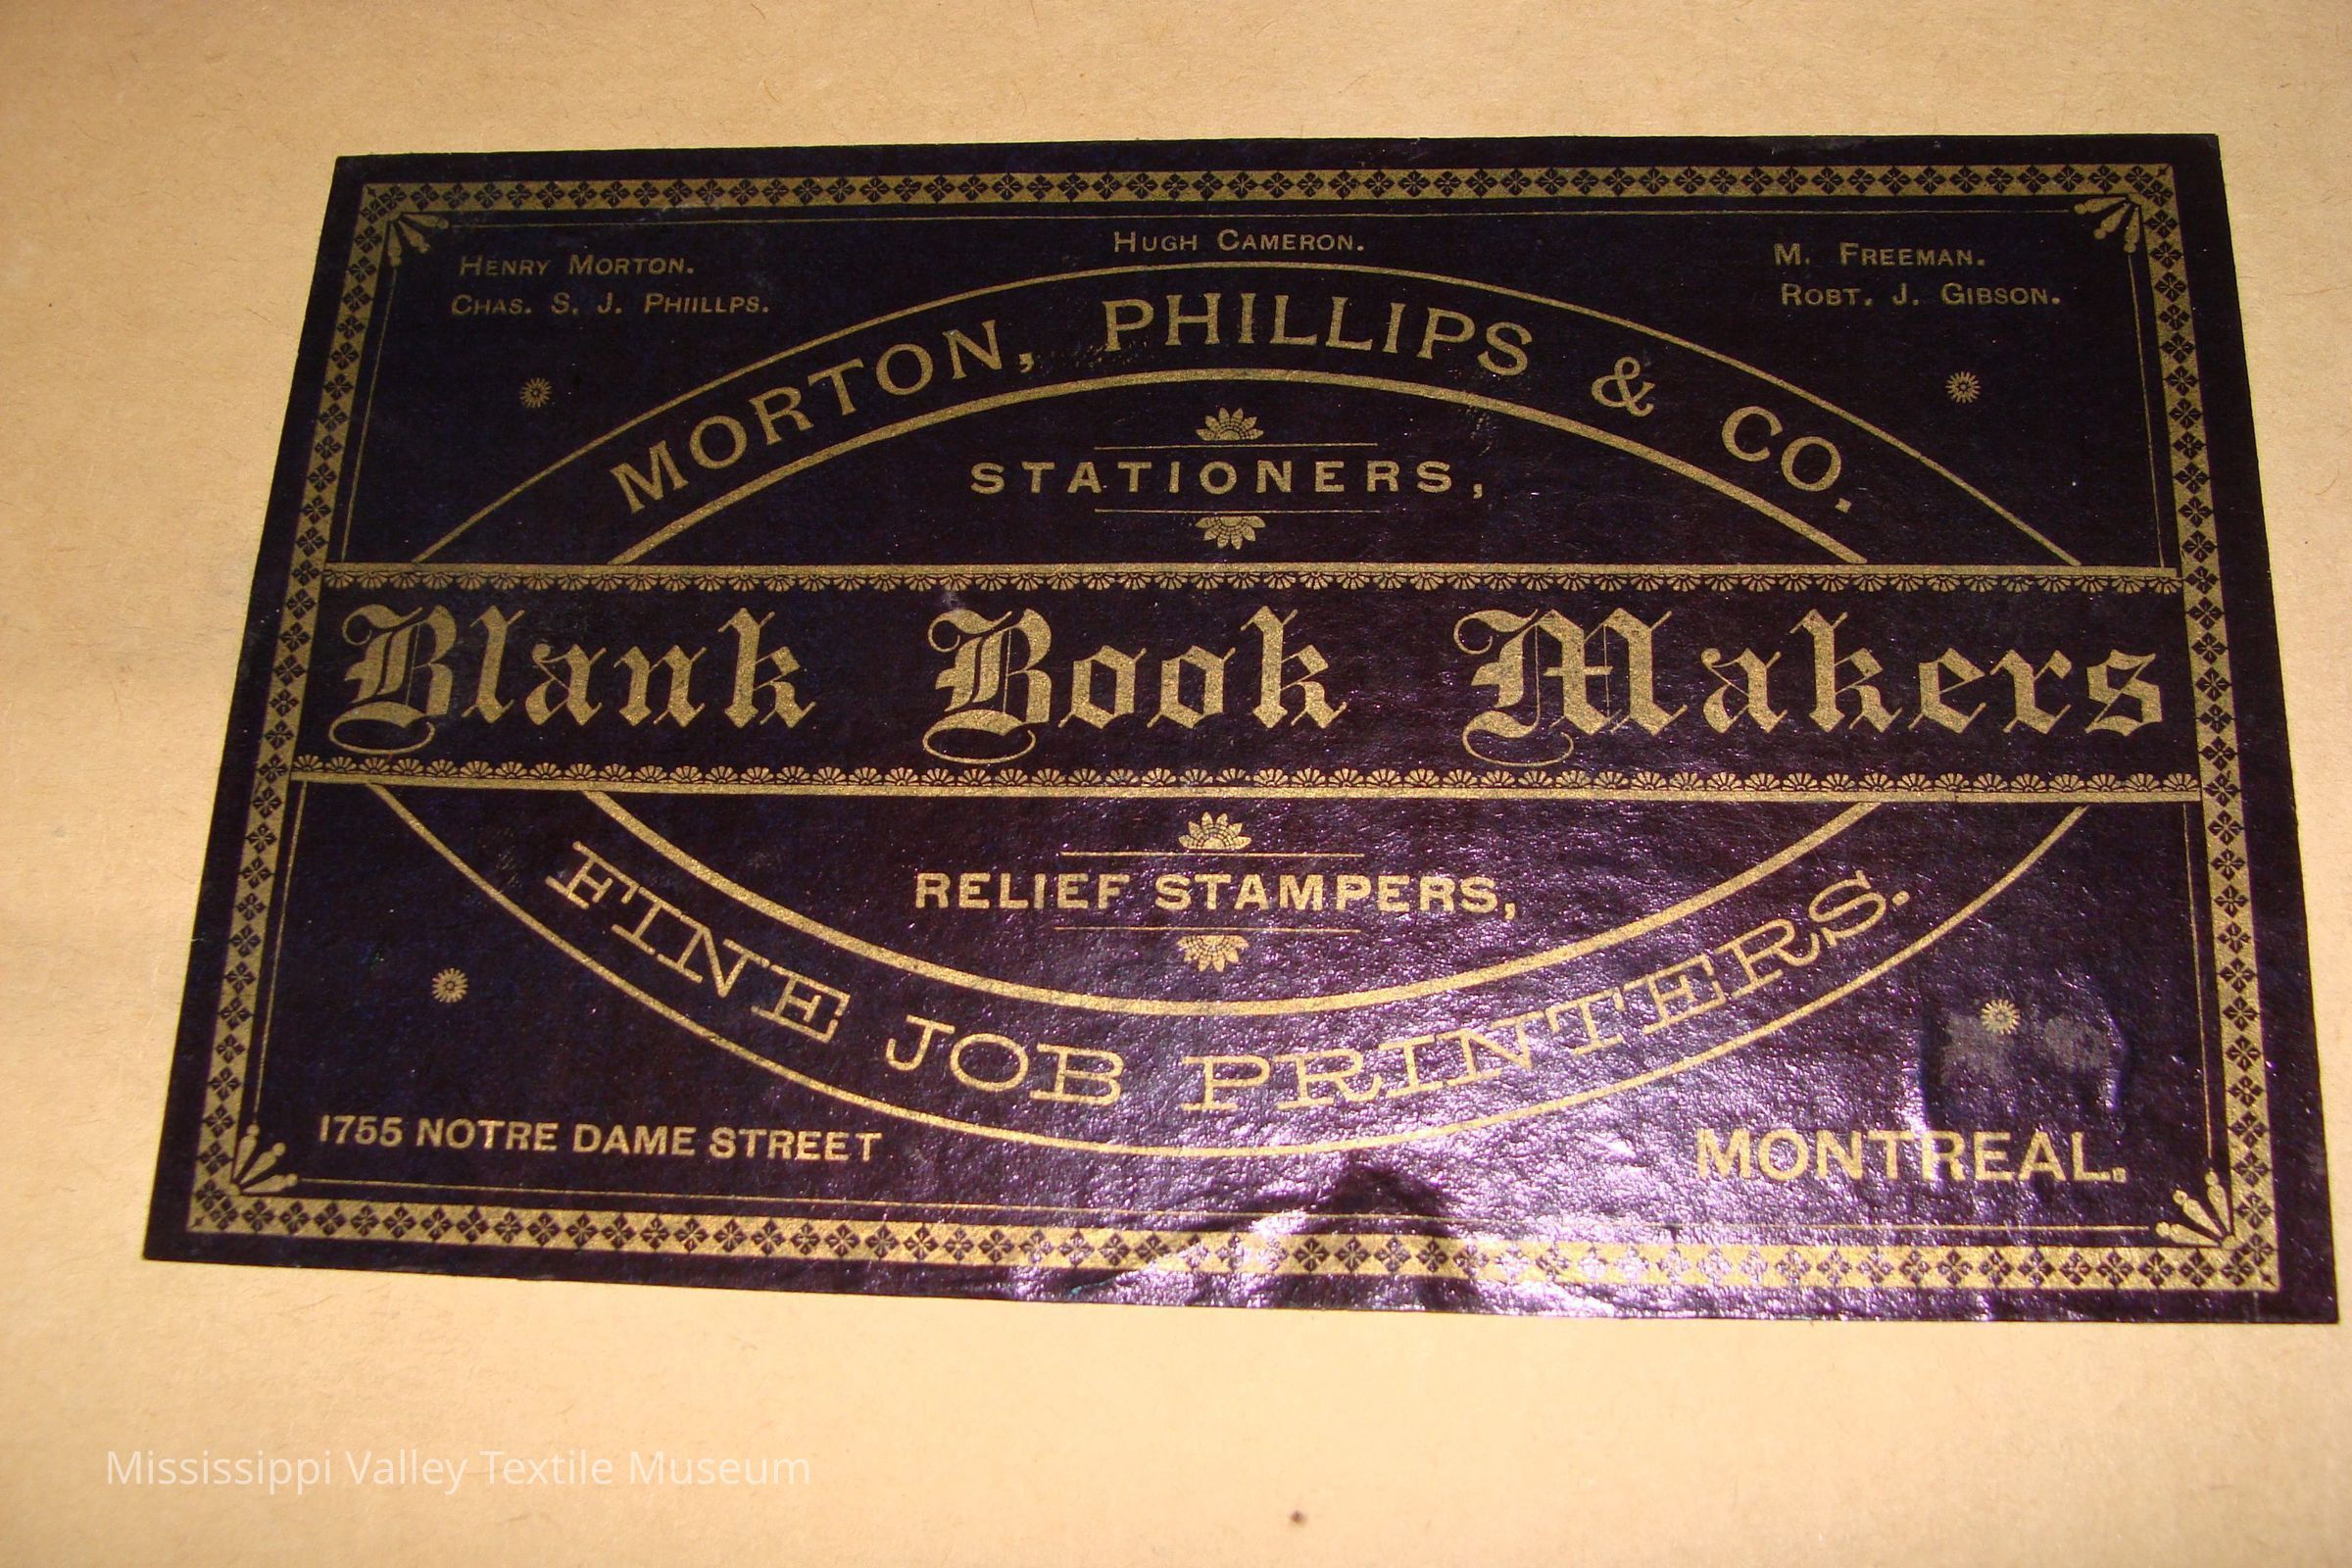 Henry Morton.
Chas. S. J. Phiillps.
Hugh Cameron.
M. Freeman.
Robt. J. Gibson.
MORTON, PHILLIPS & CO.
STATIONERS,
Blank Book Makers
RELIEF STAMPERS,
FINE JOB PRINTERS.
1755 NOTRE DAME STREET
MONTREAL.
Mississippi Valley Textile Museum